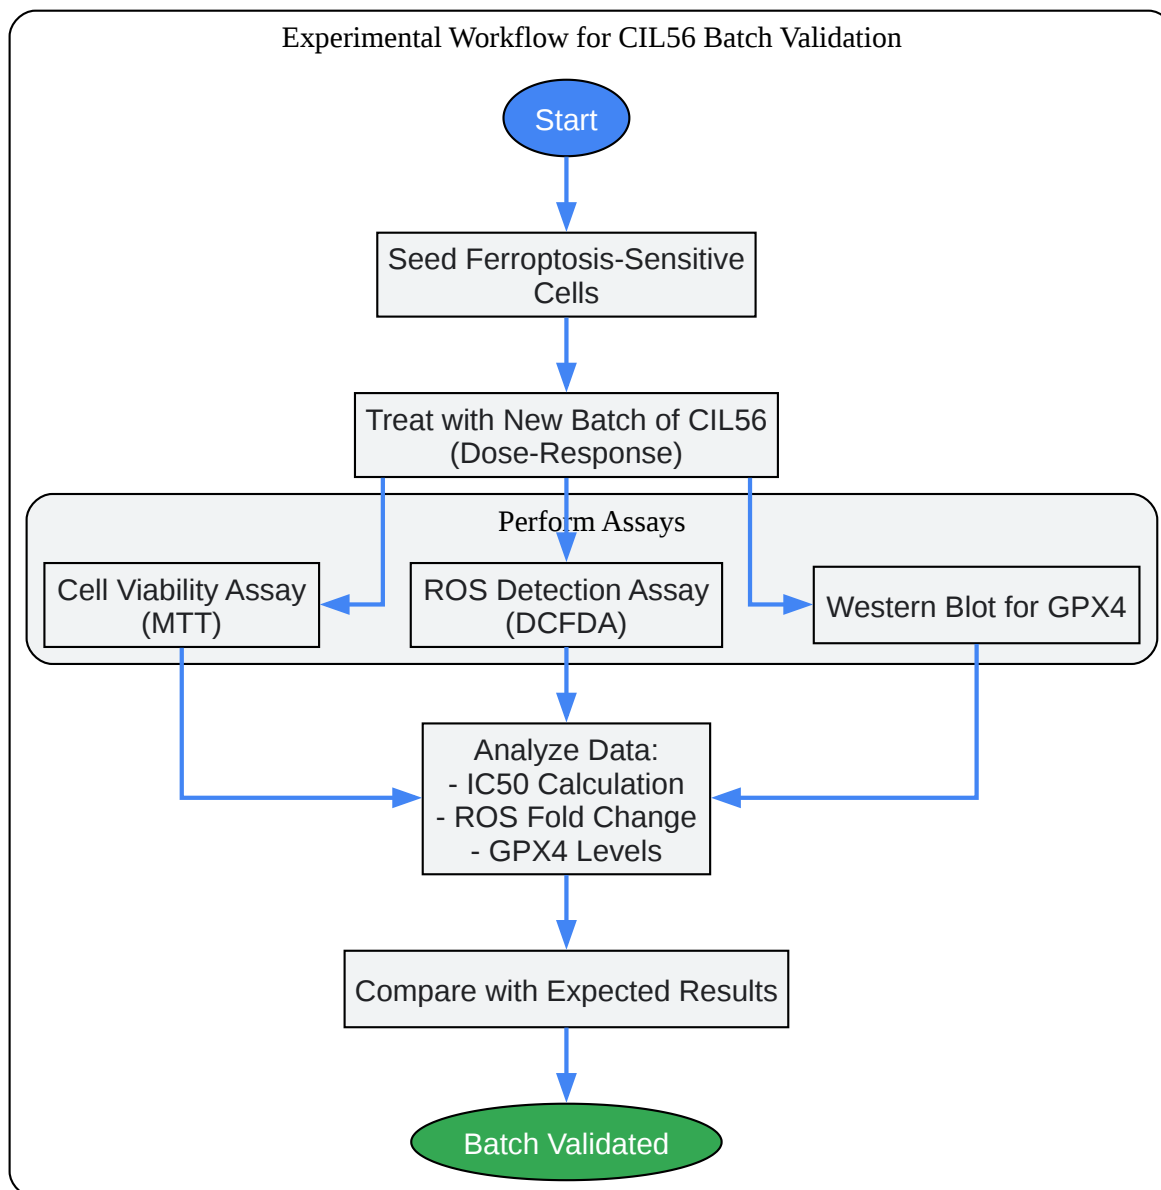 Experimental Workflow for CIL56 Batch Validation
Start
Seed Ferroptosis-Sensitive
Cells
Treat with New Batch of CIL56
(Dose-Response)
Perform Assays
Cell Viability Assay
(MTT)
ROS Detection Assay
(DCFDA)
Western Blot for GPX4
Analyze Data:
- IC50 Calculation
- ROS Fold Change
- GPX4 Levels
Compare with Expected Results
Batch Validated